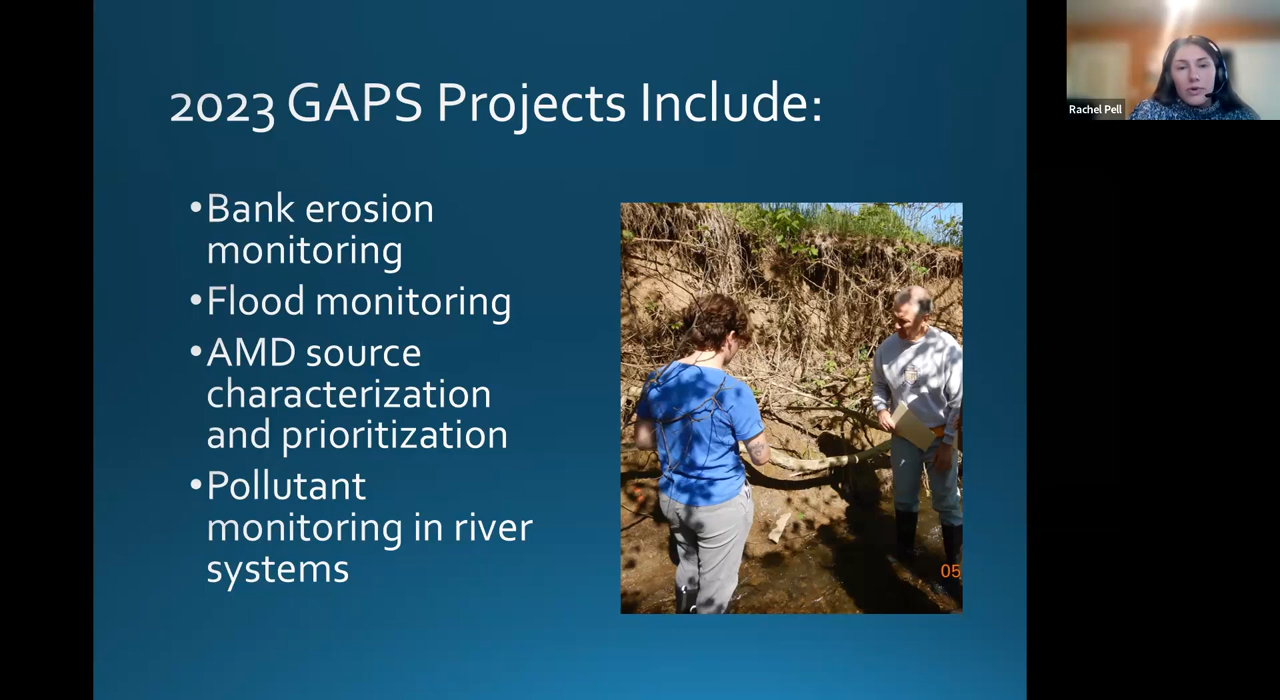 2023 GAPS Projects Include:
•Bank erosion
monitoring
•Flood monitoring
•AMD source
characterization
and prioritization
•Pollutant
monitoring in river
systems
05
Rachel Pell